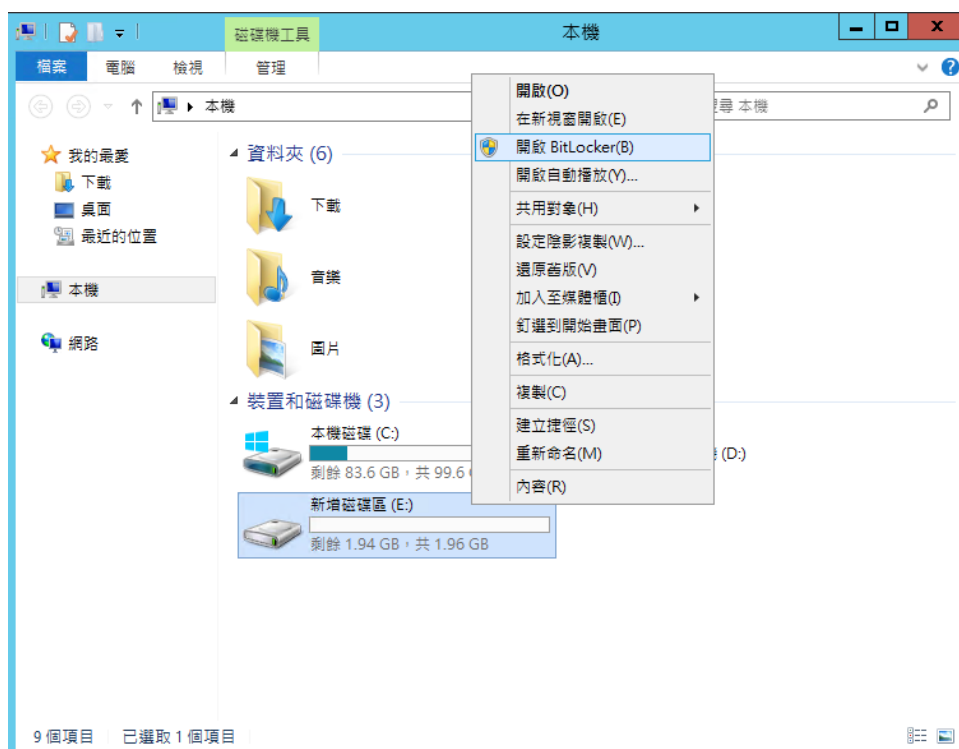 磁碟機工具
本機
檔案
電腦
檢視
管理
本機
搜尋 本機
我的最愛
下載
桌面
最近的位置
本機
網路
資料夾 (6)
下載
音樂
圖片
裝置和磁碟機 (3)
本機磁碟 (C:)
剩餘 83.6 GB，共 99.6
(D:)
新增磁碟區 (E:)
剩餘 1.94 GB，共 1.96 GB
開啟(O)
在新視窗開啟(E)
開啟 BitLocker(B)
開啟自動播放(Y)...
共用對象(H)
設定陰影複製(W)...
還原舊版(V)
加入至媒體櫃(I)
釘選到開始畫面(P)
格式化(A)...
複製(C)
建立捷徑(S)
重新命名(M)
內容(R)
9 個項目
已選取 1 個項目